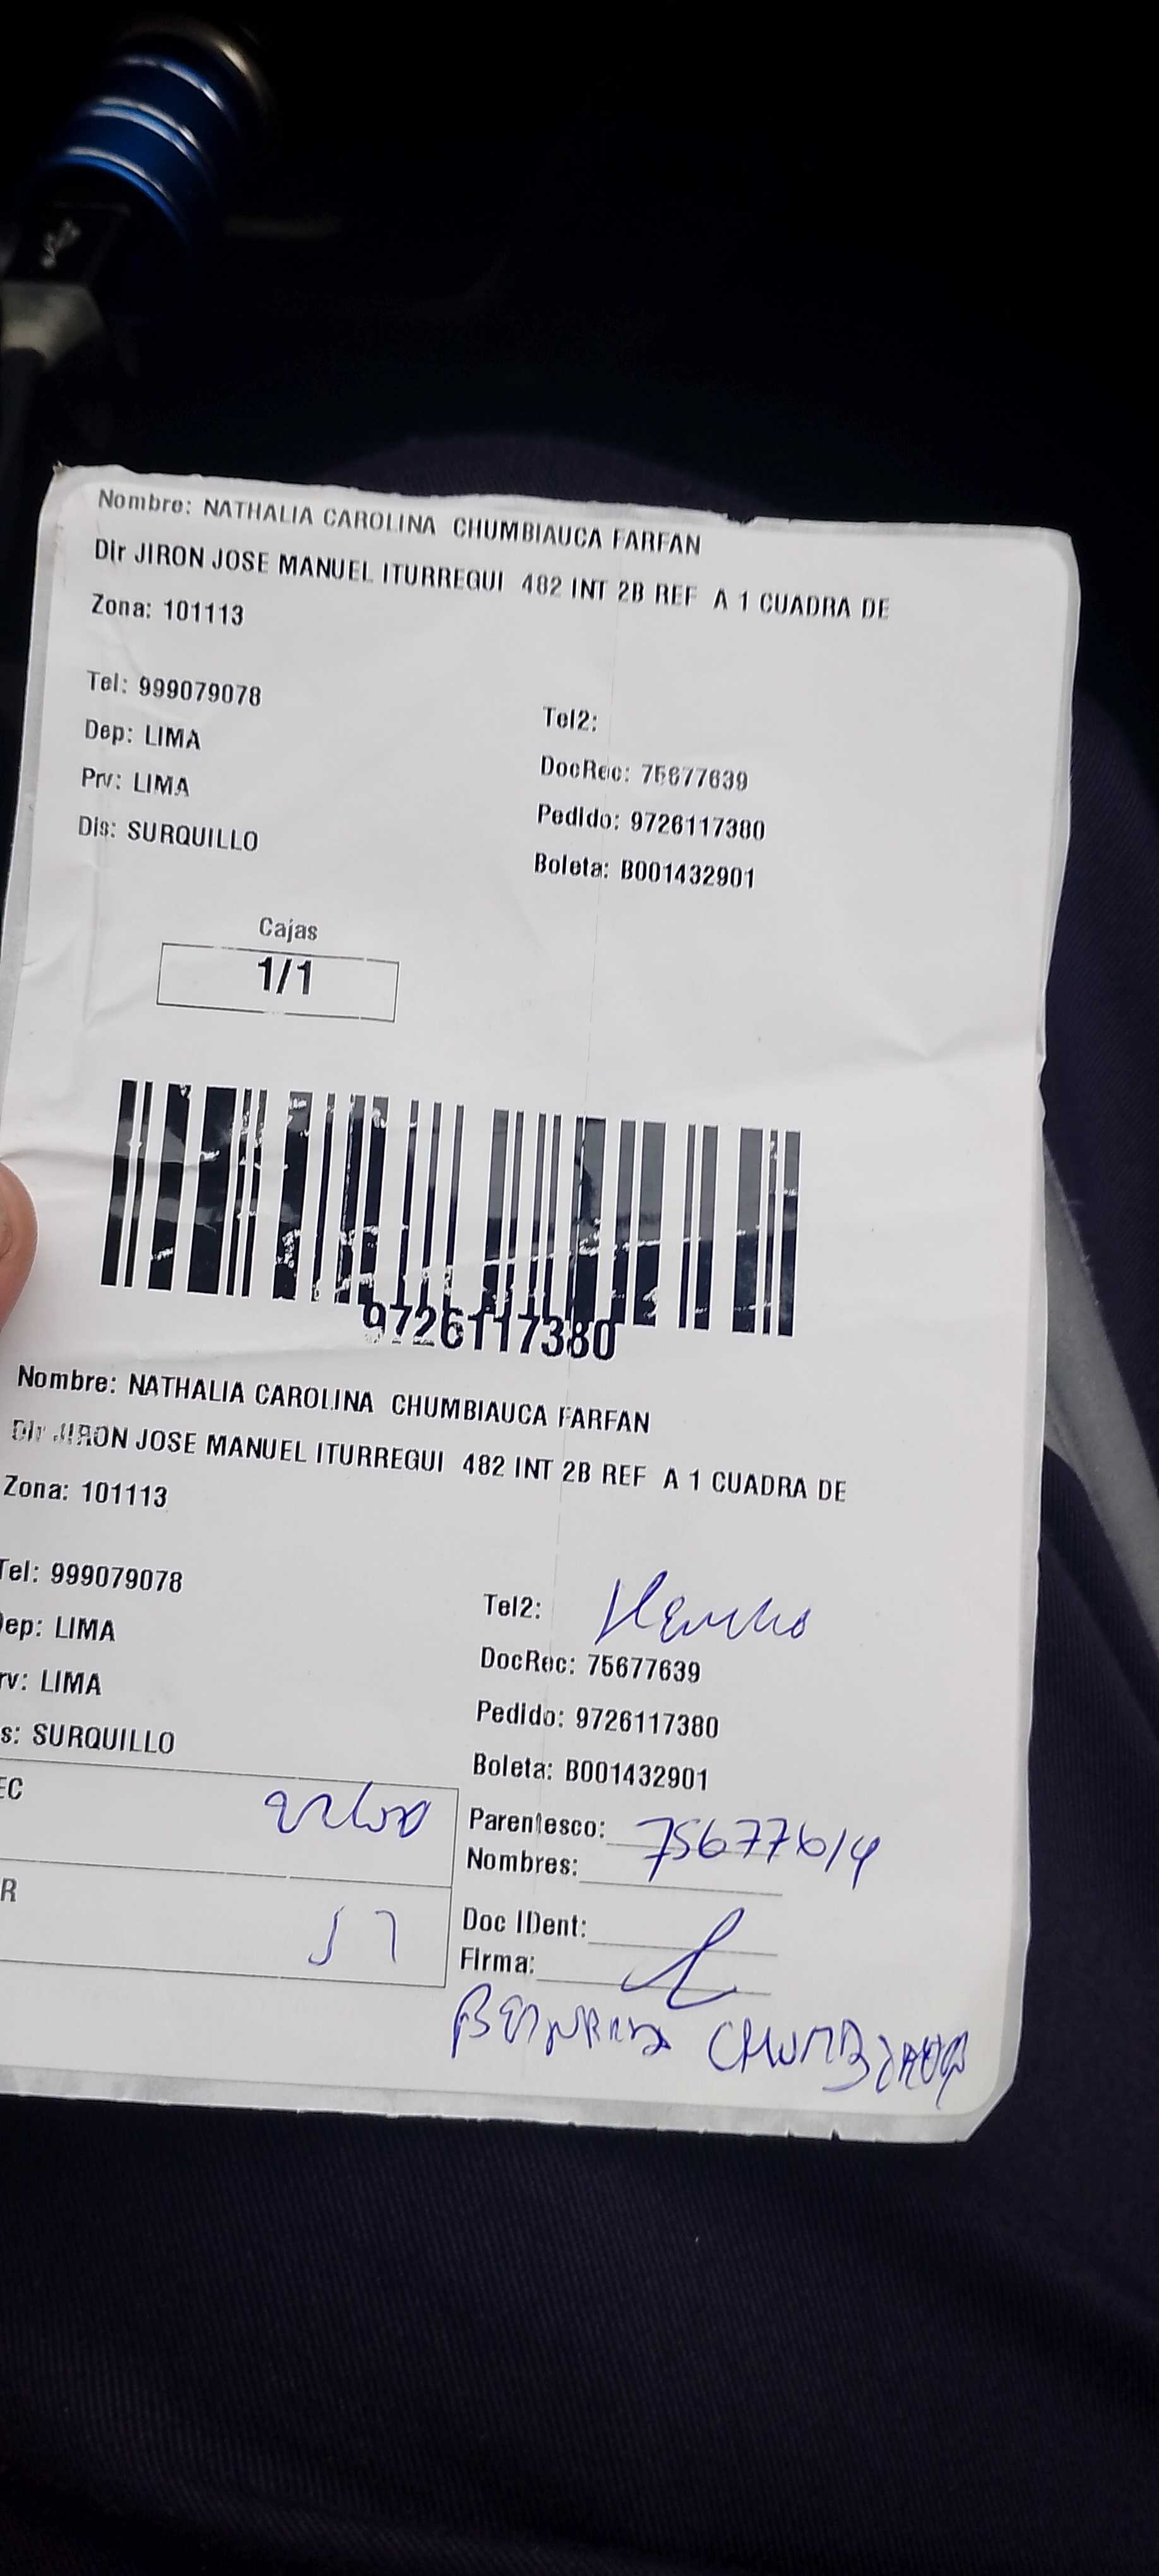 Nombre: NATHALIA CAROLINA CHUMBIAUCA FARFAN
Dir JIRON JOSE MANUEL ITURREGUI 482 INT 2B REF A 1 CUADRA DE
Zona: 101113
Tel: 999079078
Tel2:
Dep: LIMA
DocRec: 75677639
Prv: LIMA
Pedido: 9726117380
Dis: SURQUILLO
Boleta: B001432901
Cajas
1/1
9726117380
Nombre: NATHALIA CAROLINA CHUMBIAUCA FARFAN
Dir JIRON JOSE MANUEL ITURREGUI 482 INT 2B REF A 1 CUADRA DE
Zona: 101113
Tel: 999079078
Tel2:
ep: LIMA
DocRec: 75677639
rv: LIMA
Pedido: 9726117380
s: SURQUILLO
Boleta: B001432901
EC
Parentesco: 75677614
Nombres:
R
Doc IDent:
Firma: